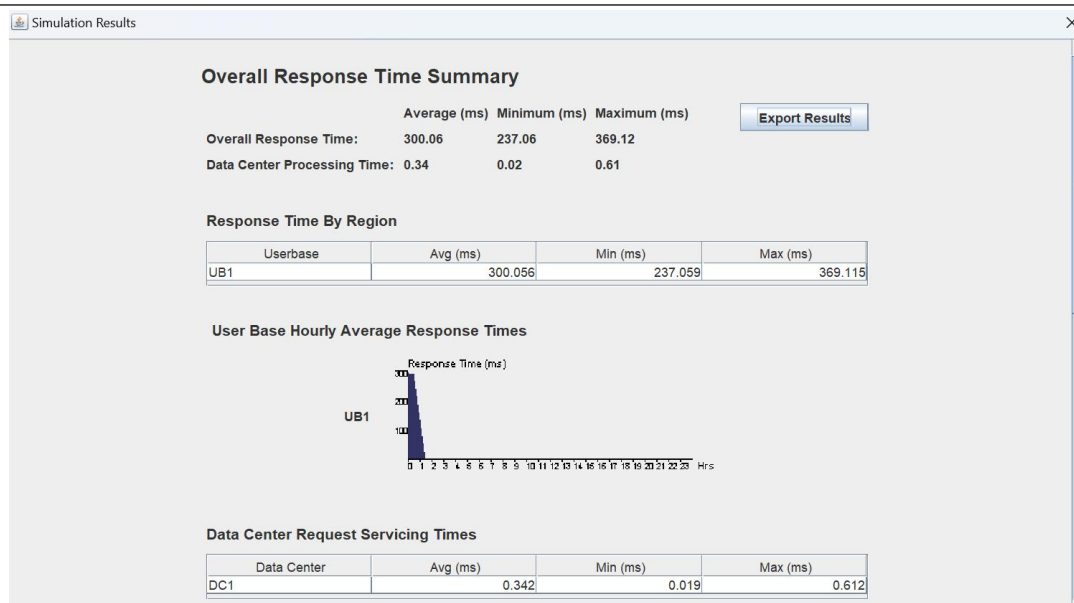 Simulation Results
Overall Response Time Summary
Average (ms) Minimum (ms) Maximum (ms)
Export Results
Overall Response Time: 300.06 237.06 369.12
Data Center Processing Time: 0.34 0.02 0.61
Response Time By Region
Userbase Avg (ms) Min (ms) Max (ms)
UB1 300.056 237.059 369.115
User Base Hourly Average Response Times
Response Time (ms)
300
200
UB1
100
0 1 2 3 4 5 6 7 8 9 10 11 12 13 14 15 16 17 18 19 20 21 22 23 Hrs
Data Center Request Servicing Times
Data Center Avg (ms) Min (ms) Max (ms)
DC1 0.342 0.019 0.612